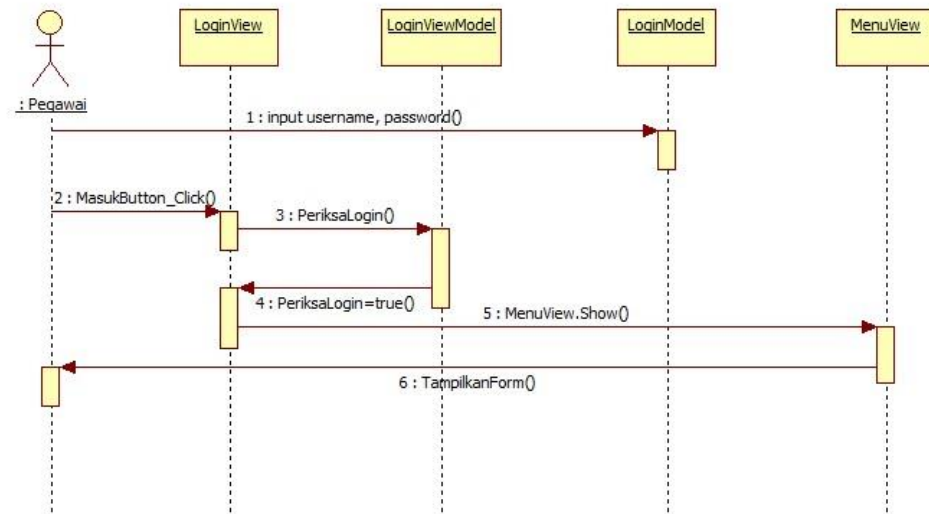 LoginView
LoginViewModel
LoginModel
MenuView
: Pegawai
1 : input username, password()
2 : MasukButton_Click()
3 : PeriksaLogin()
4 : PeriksaLogin=true()
5 : MenuView.Show()
6 : TampilkanForm()